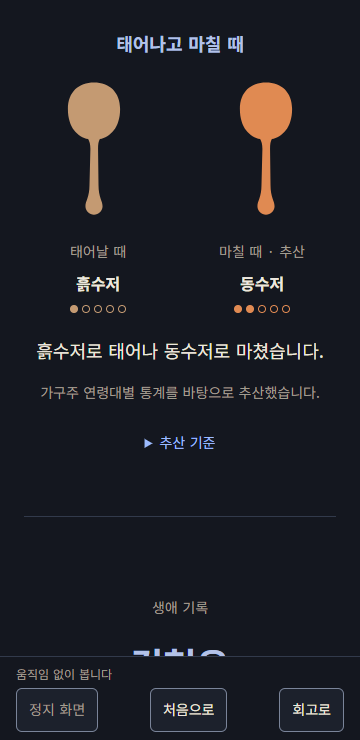 태어나고 마칠 때
태어날 때
마칠 때 · 추산
흙수저
동수저
흙수저로 태어나 동수저로 마쳤습니다.
가구주 연령대별 통계를 바탕으로 추산했습니다.
▶ 추산 기준
생애 기록
움직임 없이 봅니다
정지 화면
처음으로
회고로